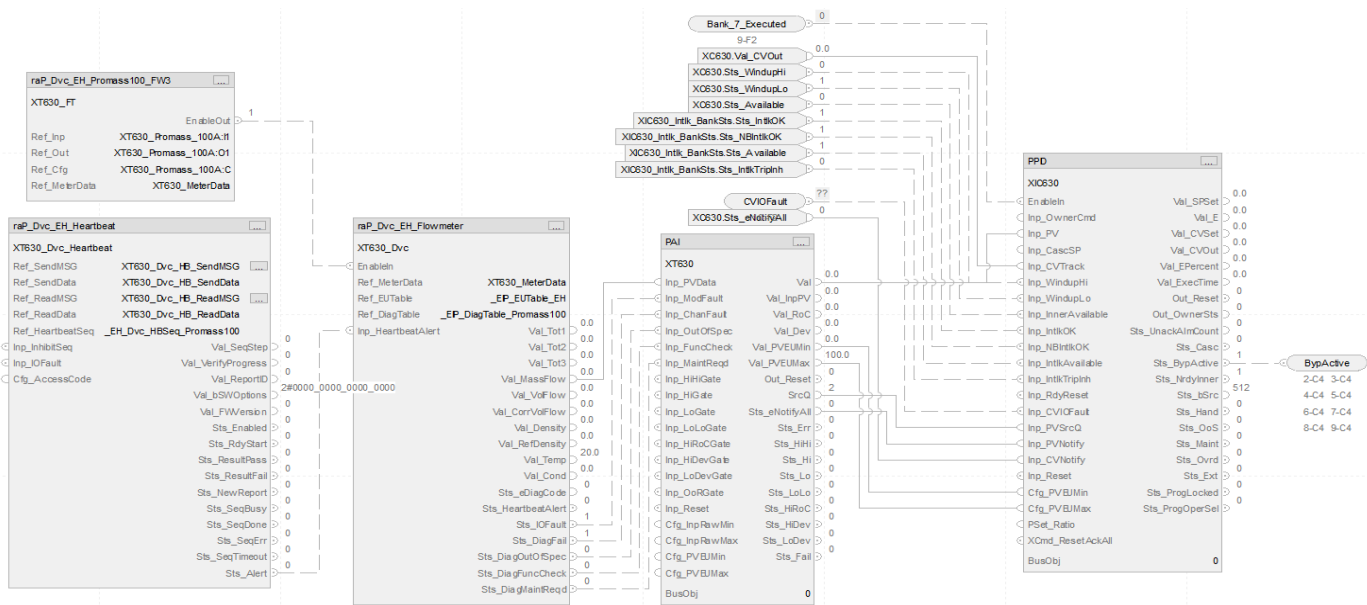 Bank_7_Executed
0
9-F2
XC630.Val_CVOut
0.0
XC630.Sts_WindupHi
0
XC630.Sts_WindupLo
1
XC630.Sts_Available
0
XIC630_Intlk_BankSts.Sts_IntlkOK
1
XIC630_Intlk_BankSts.Sts_NBIntlkOK
1
XIC630_Intlk_BankSts.Sts_Available
1
XIC630_Intlk_BankSts.Sts_IntlkTripInh
0
CVIOFault
??
XC630.Sts_eNotifyAll
0
raP_Dvc_EH_Promass100_FW3
...
XT630_FT
EnableOut
1
Ref_Inp XT630_Promass_100A:I1
Ref_Out XT630_Promass_100A:O1
Ref_Cfg XT630_Promass_100A:C
Ref_MeterData XT630_MeterData
raP_Dvc_EH_Heartbeat
...
XT630_Dvc_Heartbeat
Ref_SendMSG XT630_Dvc_HB_SendMSG ...
Ref_SendData XT630_Dvc_HB_SendData
Ref_ReadMSG XT630_Dvc_HB_ReadMSG ...
Ref_ReadData XT630_Dvc_HB_ReadData
Ref_HeartbeatSeq _EH_Dvc_HBSeq_Promass100
Inp_InhibitSeq Val_SeqStep 0
Inp_IOFault Val_VerifyProgress 0
Cfg_AccessCode Val_ReportID 0
Val_bSWOptions 2#0000_0000_0000_0000
Val_FWVersion 0
Sts_Enabled 0
Sts_RdyStart 0
Sts_ResultPass 0
Sts_ResultFail 0
Sts_NewReport 0
Sts_SeqBusy 0
Sts_SeqDone 0
Sts_SeqErr 0
Sts_SeqTimeout 0
Sts_Alert 0
raP_Dvc_EH_Flowmeter
...
XT630_Dvc
EnableIn
Ref_MeterData XT630_MeterData
Ref_EUTable _EIP_EUTable_EH
Ref_DiagTable _EIP_DiagTable_Promass100
Inp_HeartbeatAlert Val_Tot1 0.0
Val_Tot2 0.0
Val_Tot3 0.0
Val_MassFlow 0.0
Val_VolFlow 0.0
Val_CorrVolFlow 0.0
Val_Density 0.0
Val_RefDensity 0.0
Val_Temp 20.0
Val_Cond 0.0
Sts_eDiagCode 0
Sts_HeartbeatAlert 0
Sts_IOFault 1
Sts_DiagFail 1
Sts_DiagOutOfSpec 0
Sts_DiagFuncCheck 0
Sts_DiagMaintReqd 0
PAI
...
XT630
Inp_PVData Val 0.0
Inp_ModFault Val_InpPV 0.0
Inp_ChanFault Val_RoC 0.0
Inp_OutOfSpec Val_Dev 0.0
Inp_FuncCheck Val_PVEUMin 0.0
Inp_MaintReqd Val_PVEUMax 100.0
Inp_HiHiGate Out_Reset 0
Inp_HiGate SrcQ 2
Inp_LoGate Sts_eNotifyAll 0
Inp_LoLoGate Sts_Err 0
Inp_HiRoCGate Sts_HiHi 0
Inp_HiDevGate Sts_Hi 0
Inp_LoDevGate Sts_Lo 0
Inp_OoRGate Sts_LoLo 0
Inp_Reset Sts_HiRoC 0
Cfg_InpRawMin Sts_HiDev 0
Cfg_InpRawMax Sts_LoDev 0
Cfg_PVEUMin Sts_Fail 0
Cfg_PVEUMax
BusObj 0
PPD
...
XIC630
EnableIn Val_SPSet 0.0
Inp_OwnerCmd Val_E 0.0
Inp_PV Val_CVSet 0.0
Inp_CascSP Val_CVOut 0.0
Inp_CVTrack Val_EPercent 0.0
Inp_WindupHi Val_ExecTime 0.0
Inp_WindupLo Out_Reset 0
Inp_InnerAvailable Out_OwnerSts 0
Inp_IntlkOK Sts_UnackAlmCount 0
Inp_NBIntlkOK Sts_Casc 0
Inp_IntlkAvailable Sts_BypActive 1
Inp_IntlkTripInh Sts_NrdyInner 1
Inp_RdyReset Sts_bSrc 512
Inp_CVIOFault Sts_Hand 0
Inp_PVSrcQ Sts_OoS 0
Inp_PVNotify Sts_Maint 0
Inp_CVNotify Sts_Ovrd 0
Inp_Reset Sts_Ext 0
Cfg_PVEUMin Sts_ProgLocked 0
Cfg_PVEUMax Sts_ProgOperSel 0
PSet_Ratio
XCmd_ResetAckAll
BusObj 0
BypActive
2-C4 3-C4
4-C4 5-C4
6-C4 7-C4
8-C4 9-C4